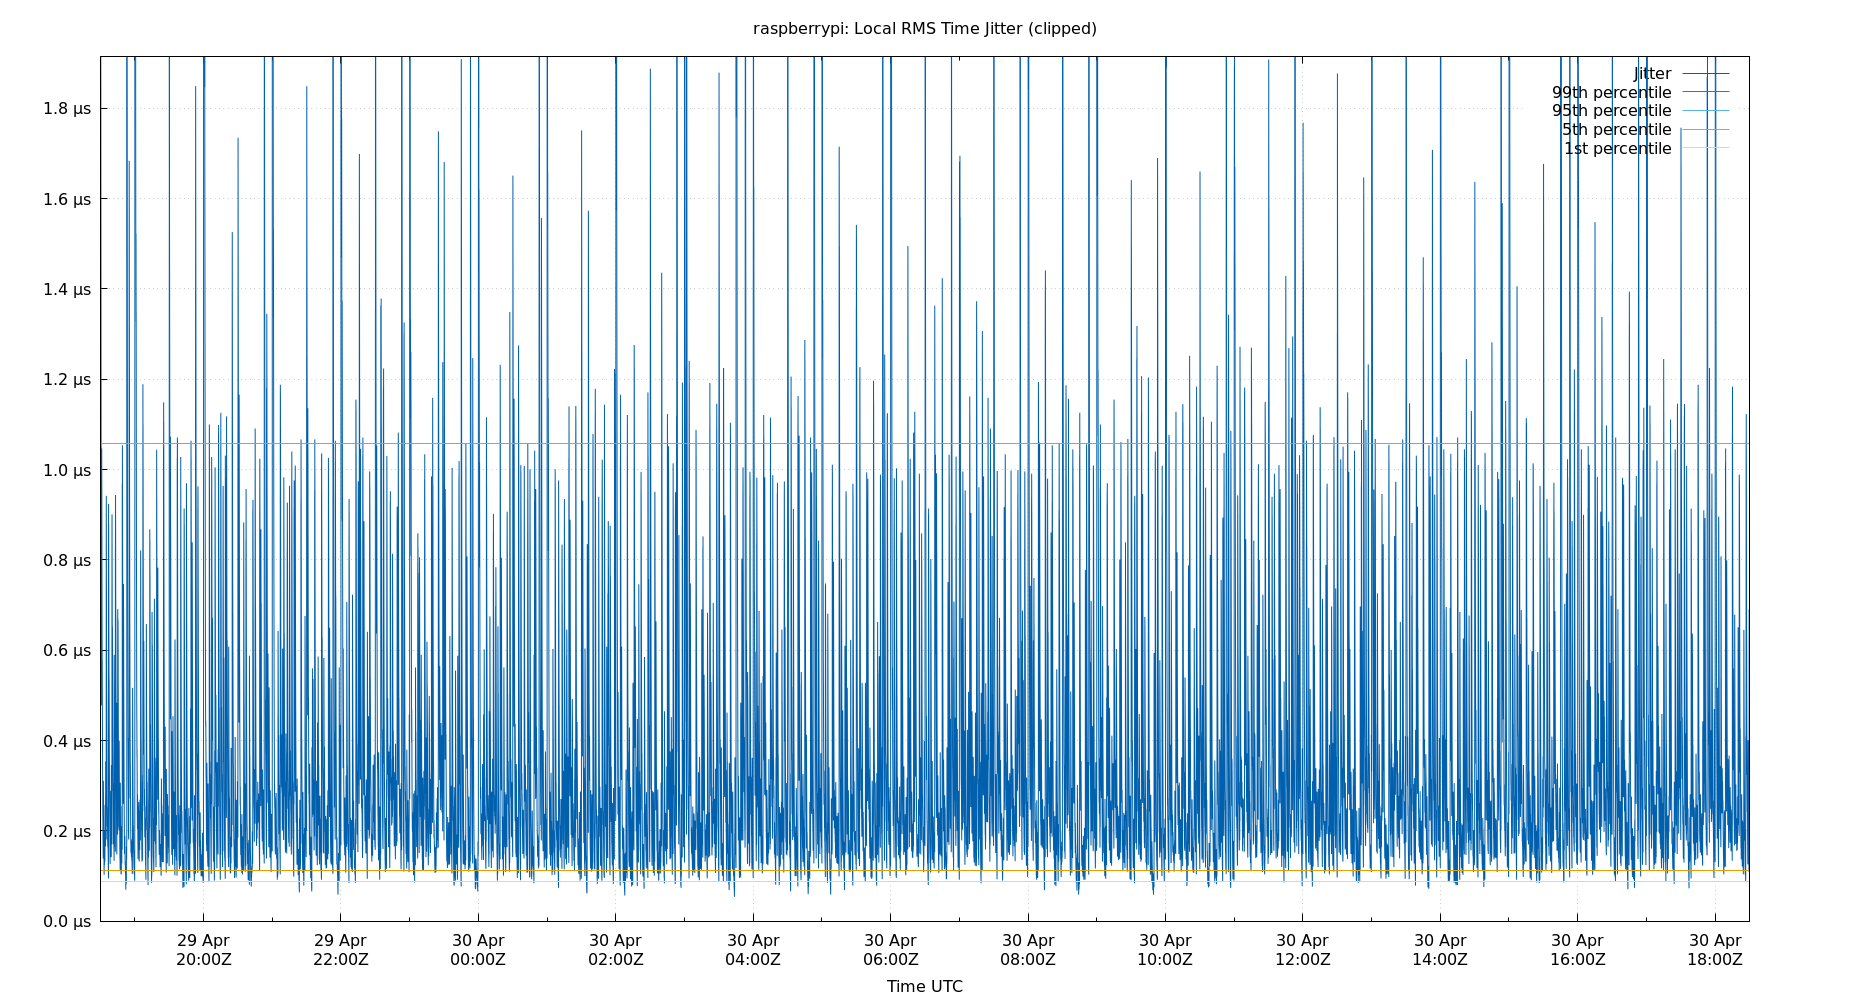 raspberrypi: Local RMS Time Jitter (clipped)
Jitter
99th percentile
95th percentile
5th percentile
1st percentile
1.8 µs
1.6 µs
1.4 µs
1.2 µs
1.0 µs
0.8 µs
0.6 µs
0.4 µs
0.2 µs
0.0 µs
29 Apr 29 Apr 30 Apr 30 Apr 30 Apr 30 Apr 30 Apr 30 Apr 30 Apr 30 Apr 30 Apr 30 Apr
20:00Z 22:00Z 00:00Z 02:00Z 04:00Z 06:00Z 08:00Z 10:00Z 12:00Z 14:00Z 16:00Z 18:00Z
Time UTC